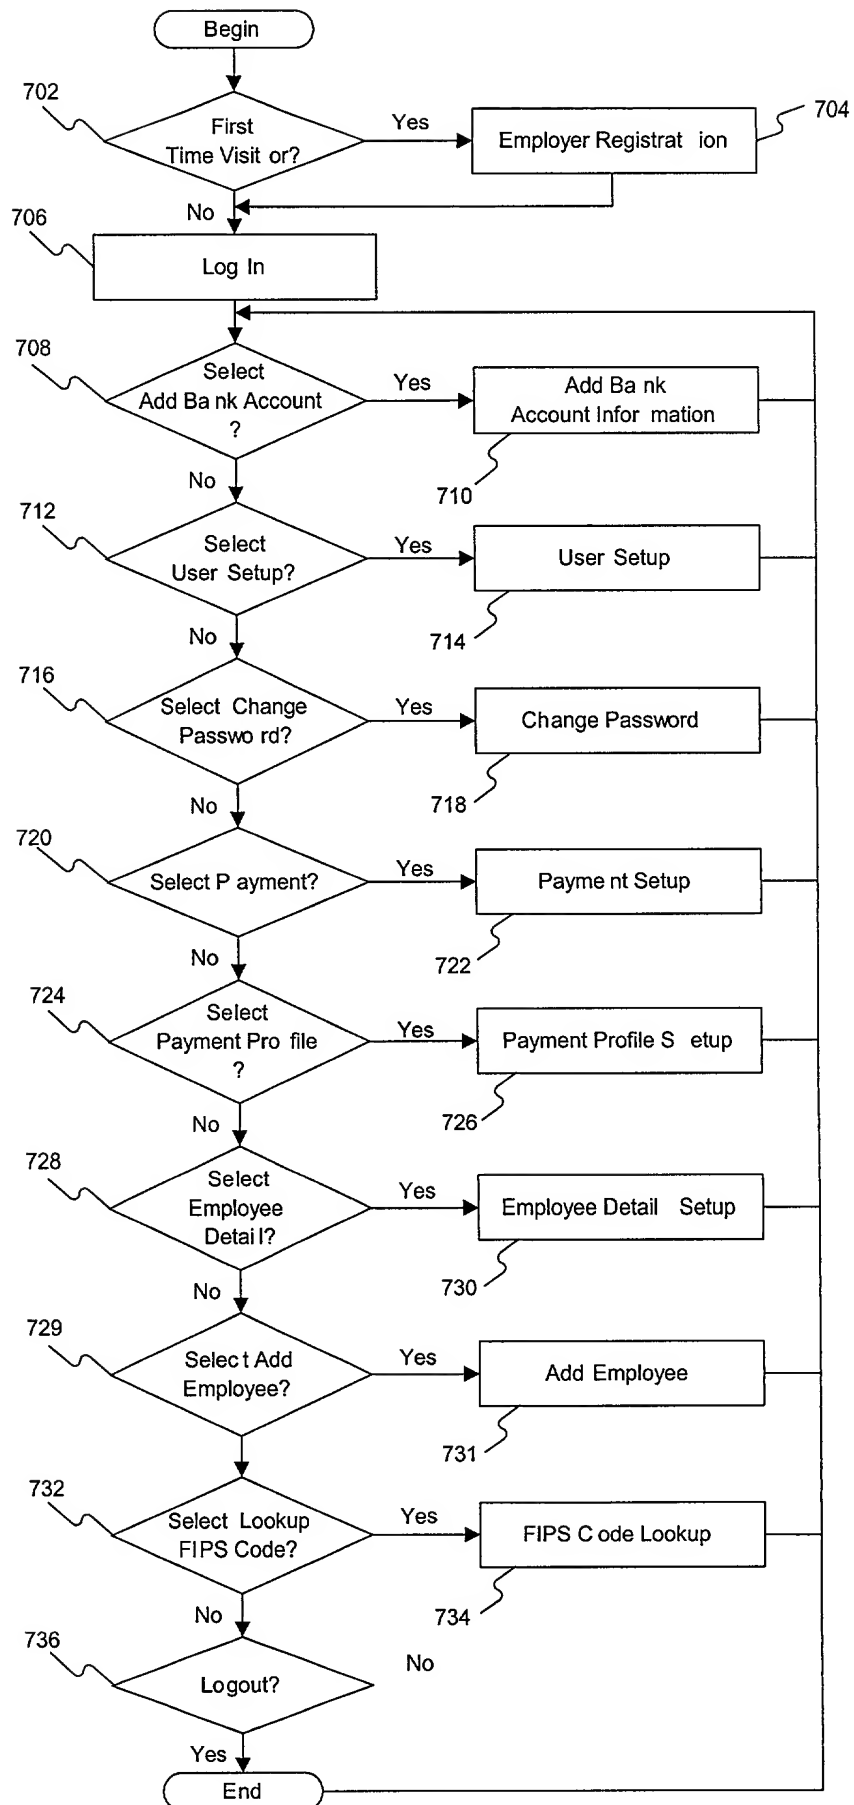 Begin
702
First
Time Visit or?
Yes
Employer Registrat ion
704
No
706
Log In
708
Select
Add Ba nk Account
?
Yes
Add Ba nk
Account Infor mation
710
No
712
Select
User Setup?
Yes
User Setup
714
No
716
Select Change
Passwo rd?
Yes
Change Password
718
No
720
Select P ayment?
Yes
Payme nt Setup
722
No
724
Select
Payment Pro file
?
Yes
Payment Profile S etup
726
No
728
Select
Employee
Detai l?
Yes
Employee Detail Setup
730
No
729
Selec t Add
Employee?
Yes
Add Employee
731
732
Select Lookup
FIPS Code?
Yes
FIPS C ode Lookup
734
No
736
Logout?
No
Yes
End